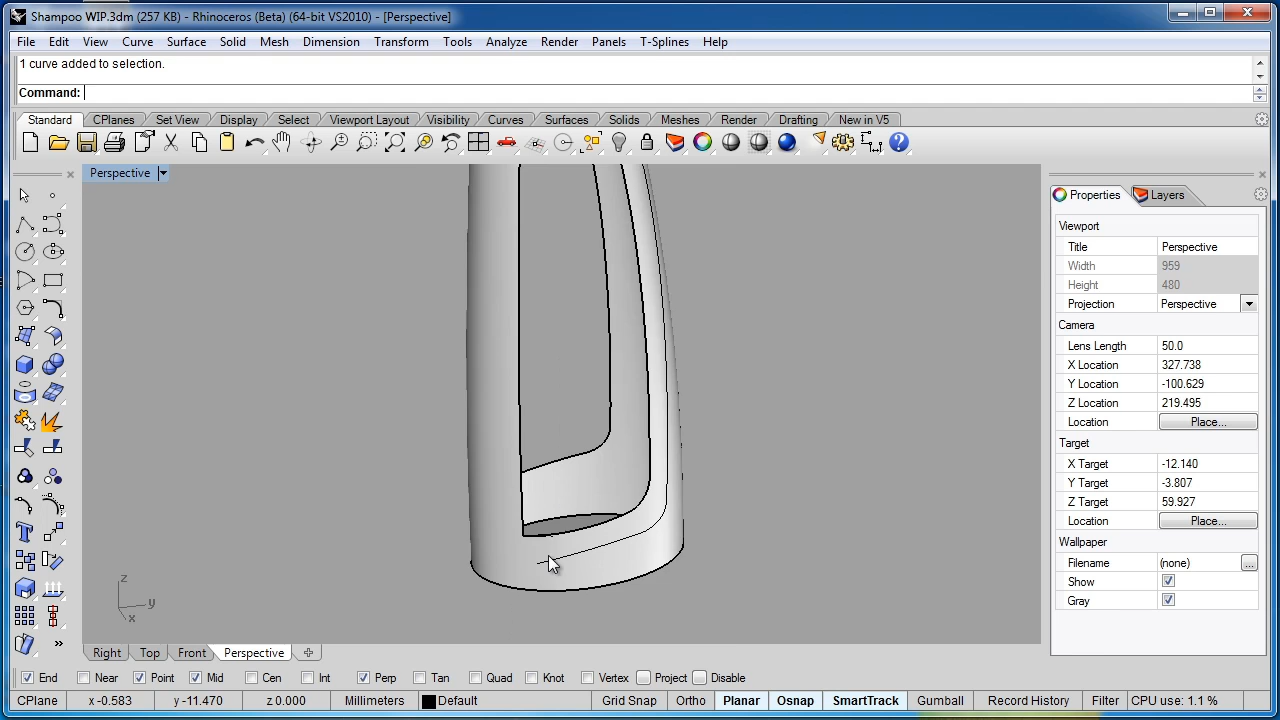 Shampoo WIP.3dm (257 KB) - Rhinoceros (Beta) (64-bit VS2010) - [Perspective]
File Edit View Curve Surface Solid Mesh Dimension Transform Tools Analyze Render Panels T-Splines Help
1 curve added to selection.
Command:
Standard CPlanes Set View Display Select Viewport Layout Visibility Curves Surfaces Solids Meshes Render Drafting New in V5
Perspective
Properties Layers
Viewport
Title Perspective
Width 959
Height 480
Projection Perspective
Camera
Lens Length 50.0
X Location 327.738
Y Location -100.629
Z Location 219.495
Location Place...
Target
X Target -12.140
Y Target -3.807
Z Target 59.927
Location Place...
Wallpaper
Filename (none) ...
Show
Gray
z
y
x
Right Top Front Perspective
End Near Point Mid Cen Int Perp Tan Quad Knot Vertex Project Disable
CPlane x -0.583 y -11.470 z 0.000 Millimeters Default Grid Snap Ortho Planar Osnap SmartTrack Gumball Record History Filter CPU use: 1.1 %